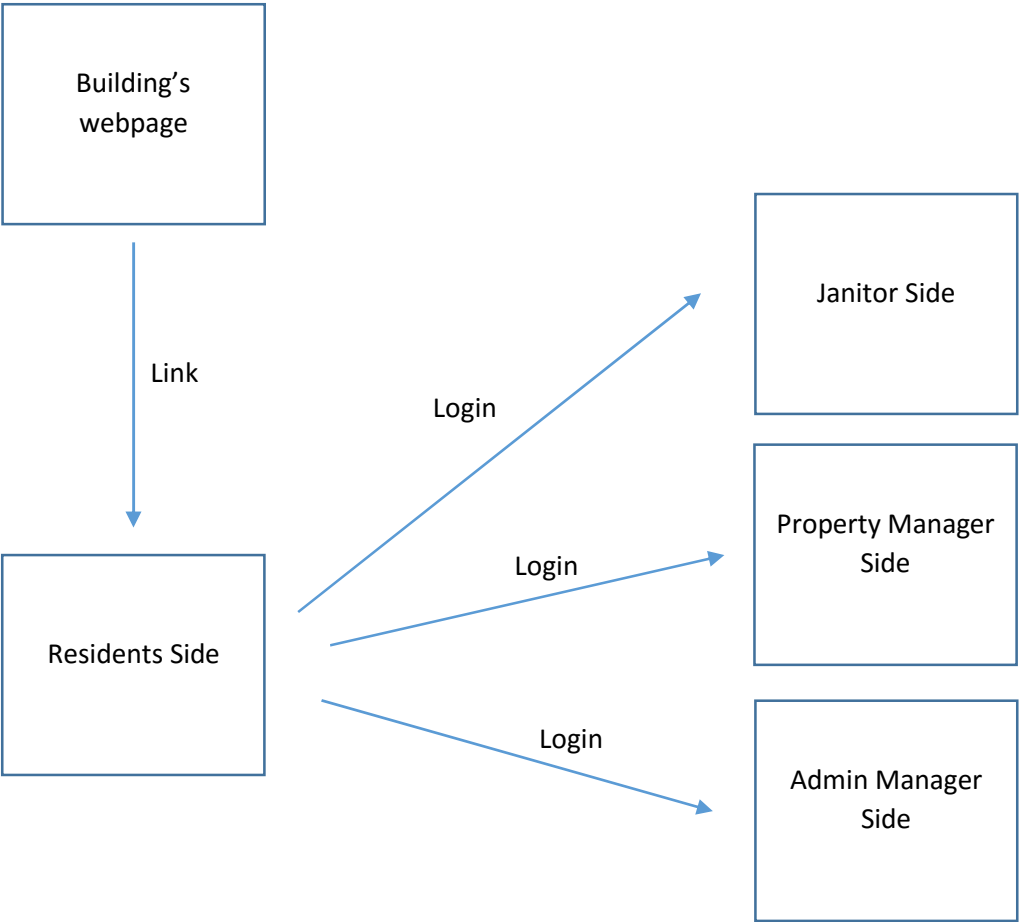 Building’s
webpage
Link
Login
Janitor Side
Login
Property Manager
Side
Residents Side
Login
Admin Manager
Side